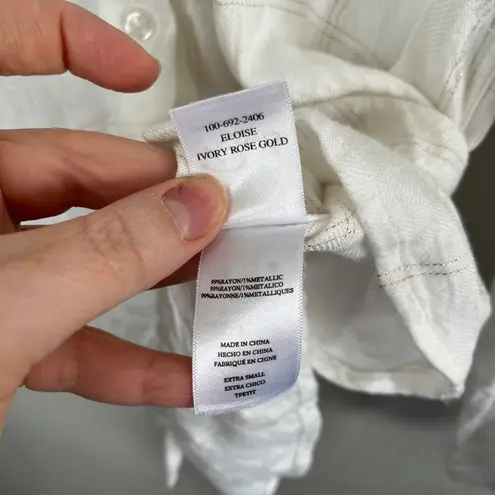 100-692-2406
ELOISE
IVORY ROSE GOLD
99%RAYON/1%METALLIC
99%RAYON/1%METALICO
99%RAYONNE/1%METALLIQUES
MADE IN CHINA
HECHO EN CHINA
FABRIQUÉ EN CHINE
EXTRA SMALL
EXTRA CHICO
TPETIT